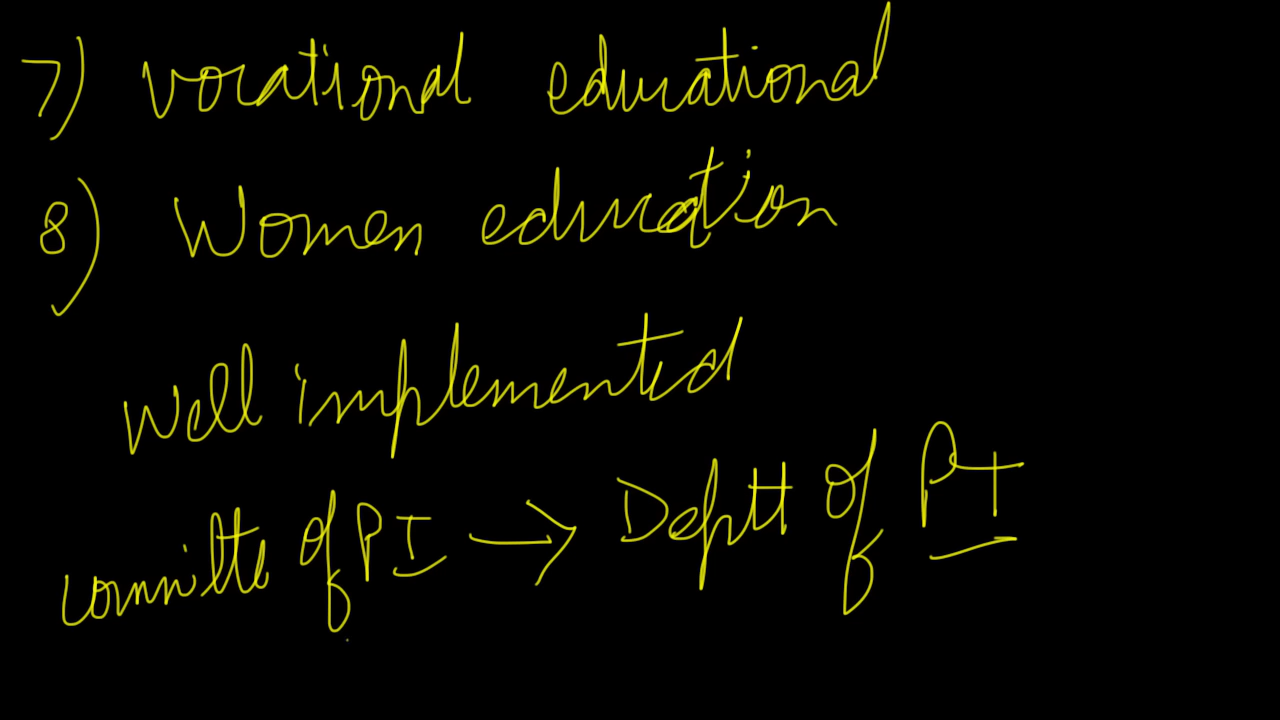 7) vocational educational
8) Women education
Well implemented
committe of PI → Deptt of PI